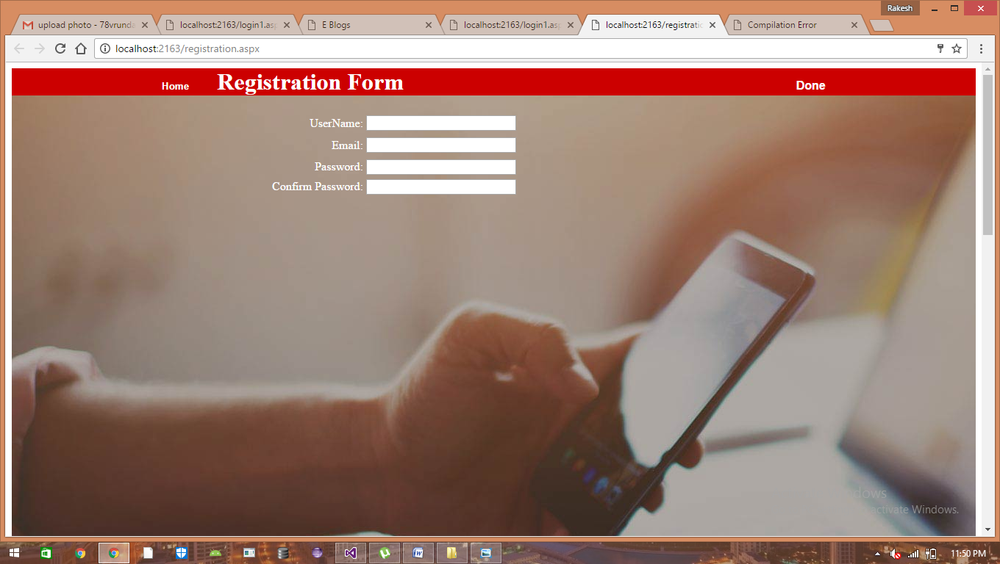 Rakesh
upload photo - 78vrunda
localhost:2163/login1.asp
E Blogs
localhost:2163/login1.asp
localhost:2163/registratio
Compilation Error
localhost:2163/registration.aspx
Home
Registration Form
Done
UserName:
Email:
Password:
Confirm Password:
dows
activate Windows.
11:50 PM